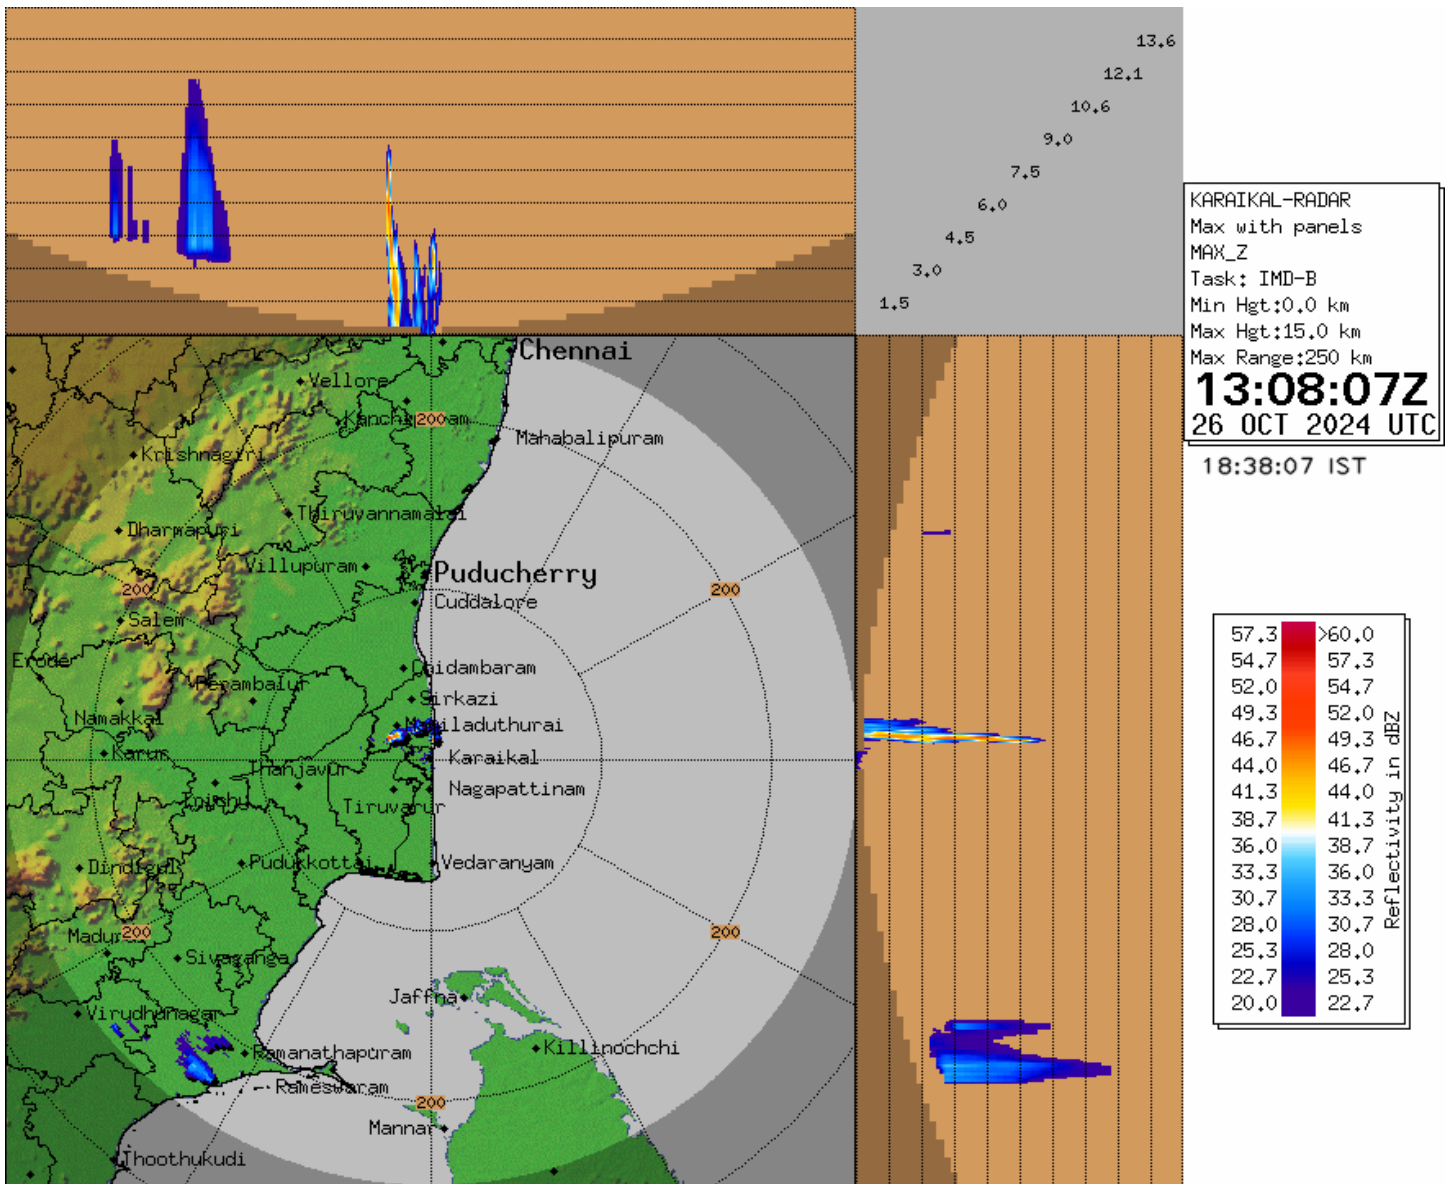 13.6
12.1
10.6
9.0
7.5
6.0
4.5
3.0
1.5
KARAIKAL-RADAR
Max with panels
MAX_Z
Task: IMD-B
Min Hgt:0.0 km
Max Hgt:15.0 km
Max Range:250 km
13:08:07Z
26 OCT 2024 UTC
18:38:07 IST
Chennai
Vellore
200
Mahabalipuram
Krishnagiri
Thiruvannamalai
Dharmapuri
Villupuram
Puducherry
200
200
Cuddalore
Salem
Erode
Chidambaram
Perambalur
Sirkazi
Namakkal
Mayiladuthurai
Karur
Karaikal
Thanjavur
Nagapattinam
Tiruvarur
Dindigul
Pudukkottai
Vedaranyam
200
200
Sivaganga
Jaffna
Virudhunagar
Ramanathapuram
Killinochchi
Rameswaram
200
Mannar
Thoothukudi
57.3 >60.0
54.7 57.3
52.0 54.7
49.3 52.0
46.7 49.3
44.0 46.7
41.3 44.0
38.7 41.3
36.0 38.7
33.3 36.0
30.7 33.3
28.0 30.7
25.3 28.0
22.7 25.3
20.0 22.7
Reflectivity in dBZ